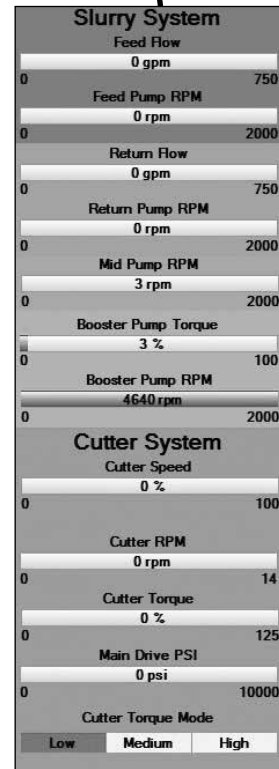 Slurry System
Feed Flow
0 gpm
0 750
Feed Pump RPM
0 rpm
0 2000
Return Flow
0 gpm
0 750
Return Pump RPM
0 rpm
0 2000
Mid Pump RPM
3 rpm
0 2000
Booster Pump Torque
3 %
0 100
Booster Pump RPM
4640 rpm
0 2000
Cutter System
Cutter Speed
0 %
0 100
Cutter RPM
0 rpm
0 14
Cutter Torque
0 %
0 125
Main Drive PSI
0 psi
0 10000
Cutter Torque Mode
Low Medium High